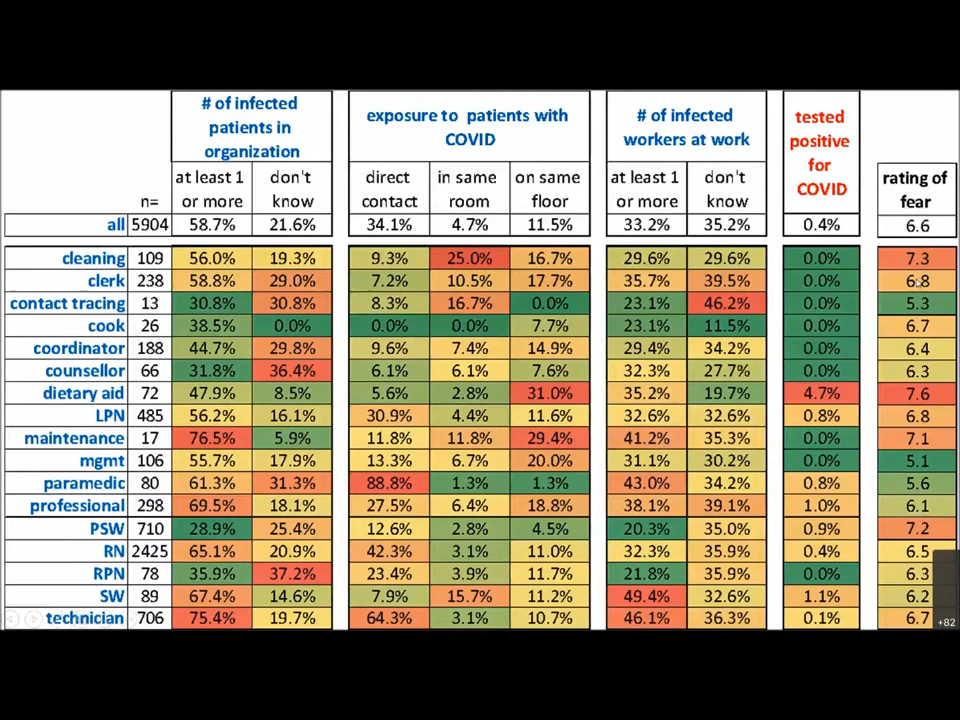 # of infected patients in organization exposure to patients with COVID # of infected workers at work tested positive for COVID rating of fear
n= at least 1 or more don't know direct contact in same room on same floor at least 1 or more don't know
all 5904 58.7% 21.6% 34.1% 4.7% 11.5% 33.2% 35.2% 0.4% 6.6
cleaning 109 56.0% 19.3% 9.3% 25.0% 16.7% 29.6% 29.6% 0.0% 7.3
clerk 238 58.8% 29.0% 7.2% 10.5% 17.7% 35.7% 39.5% 0.0% 6.8
contact tracing 13 30.8% 30.8% 8.3% 16.7% 0.0% 23.1% 46.2% 0.0% 5.3
cook 26 38.5% 0.0% 0.0% 0.0% 7.7% 23.1% 11.5% 0.0% 6.7
coordinator 188 44.7% 29.8% 9.6% 7.4% 14.9% 29.4% 34.2% 0.0% 6.4
counsellor 66 31.8% 36.4% 6.1% 6.1% 7.6% 32.3% 27.7% 0.0% 6.3
dietary aid 72 47.9% 8.5% 5.6% 2.8% 31.0% 35.2% 19.7% 4.7% 7.6
LPN 485 56.2% 16.1% 30.9% 4.4% 11.6% 32.6% 32.6% 0.8% 6.8
maintenance 17 76.5% 5.9% 11.8% 11.8% 29.4% 41.2% 35.3% 0.0% 7.1
mgmt 106 55.7% 17.9% 13.3% 6.7% 20.0% 31.1% 30.2% 0.0% 5.1
paramedic 80 61.3% 31.3% 88.8% 1.3% 1.3% 43.0% 34.2% 0.8% 5.6
professional 298 69.5% 18.1% 27.5% 6.4% 18.8% 38.1% 39.1% 1.0% 6.1
PSW 710 28.9% 25.4% 12.6% 2.8% 4.5% 20.3% 35.0% 0.9% 7.2
RN 2425 65.1% 20.9% 42.3% 3.1% 11.0% 32.3% 35.9% 0.4% 6.5
RPN 78 35.9% 37.2% 23.4% 3.9% 11.7% 21.8% 35.9% 0.0% 6.3
SW 89 67.4% 14.6% 7.9% 15.7% 11.2% 49.4% 32.6% 1.1% 6.2
technician 706 75.4% 19.7% 64.3% 3.1% 10.7% 46.1% 36.3% 0.1% 6.7
+82